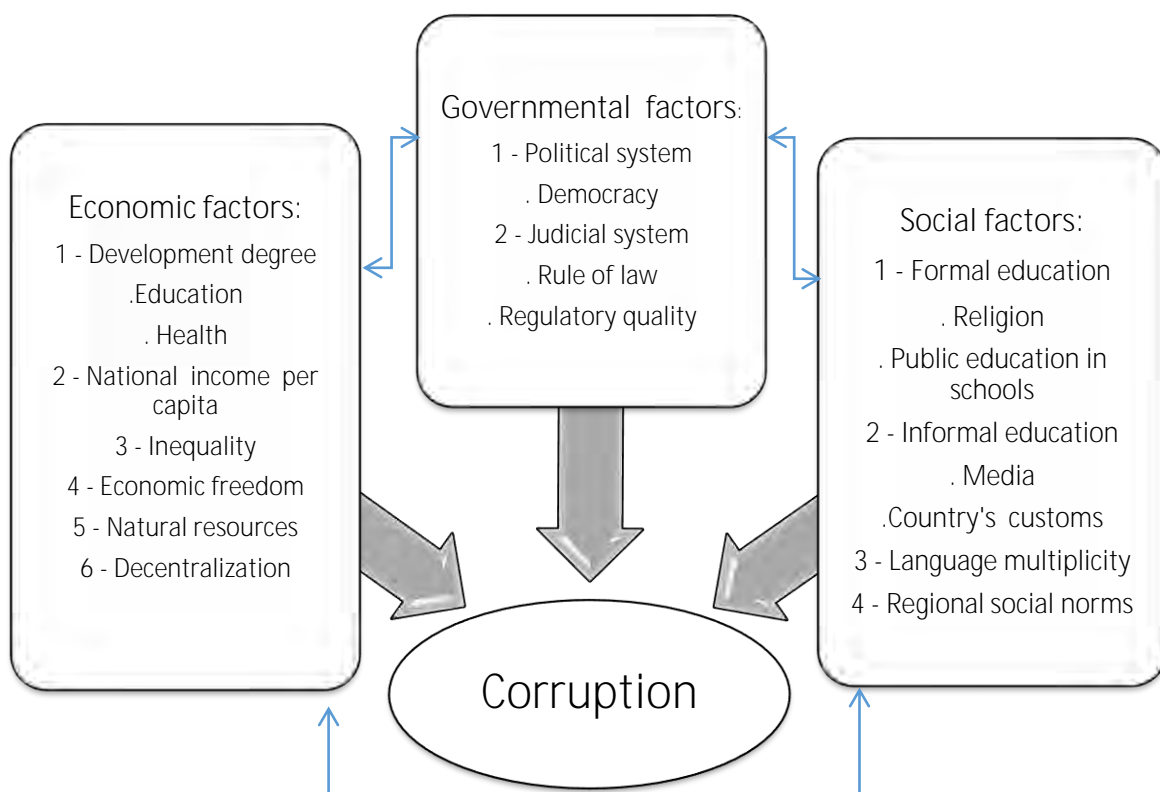 Governmental factors:
1 - Political system
. Democracy
2 - Judicial system
. Rule of law
. Regulatory quality
Economic factors:
1 - Development degree
.Education
. Health
2 - National income per
capita
3 - Inequality
4 - Economic freedom
5 - Natural resources
6 - Decentralization
Social factors:
1 - Formal education
. Religion
. Public education in
schools
2 - Informal education
. Media
.Country's customs
3 - Language multiplicity
4 - Regional social norms
Corruption